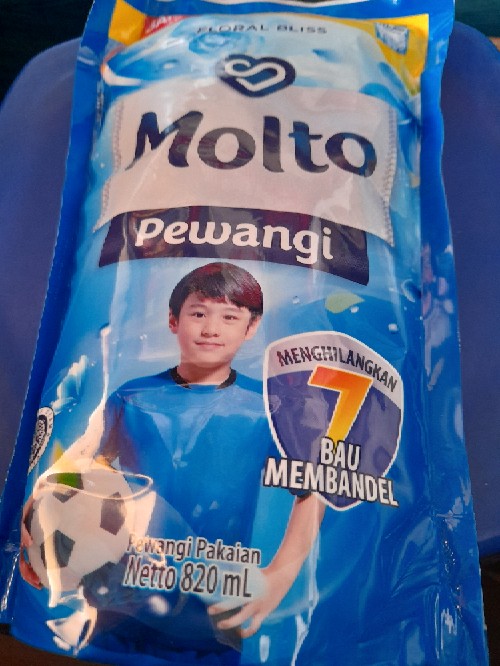 FLORAL BLISS
Molto
Pewangi
MENGHILANGKAN
7
BAU
MEMBANDEL
Pewangi Pakaian
Netto 820 mL